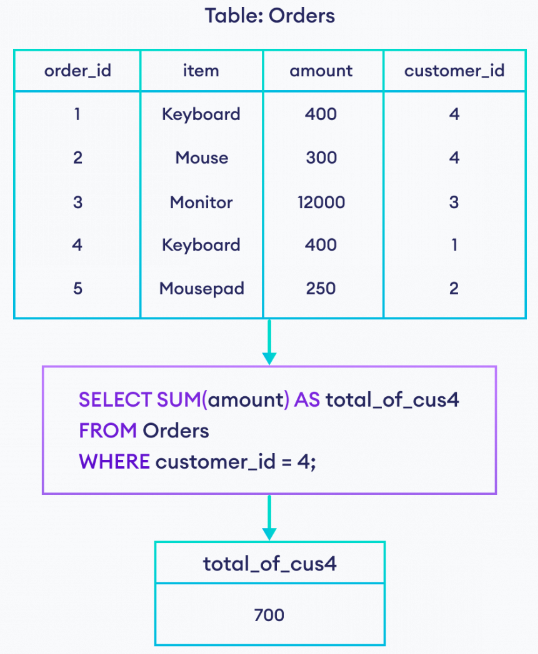 Table: Orders
order_id item amount customer_id
1 Keyboard 400 4
2 Mouse 300 4
3 Monitor 12000 3
4 Keyboard 400 1
5 Mousepad 250 2
SELECT SUM(amount) AS total_of_cus4
FROM Orders
WHERE customer_id = 4;
total_of_cus4
700